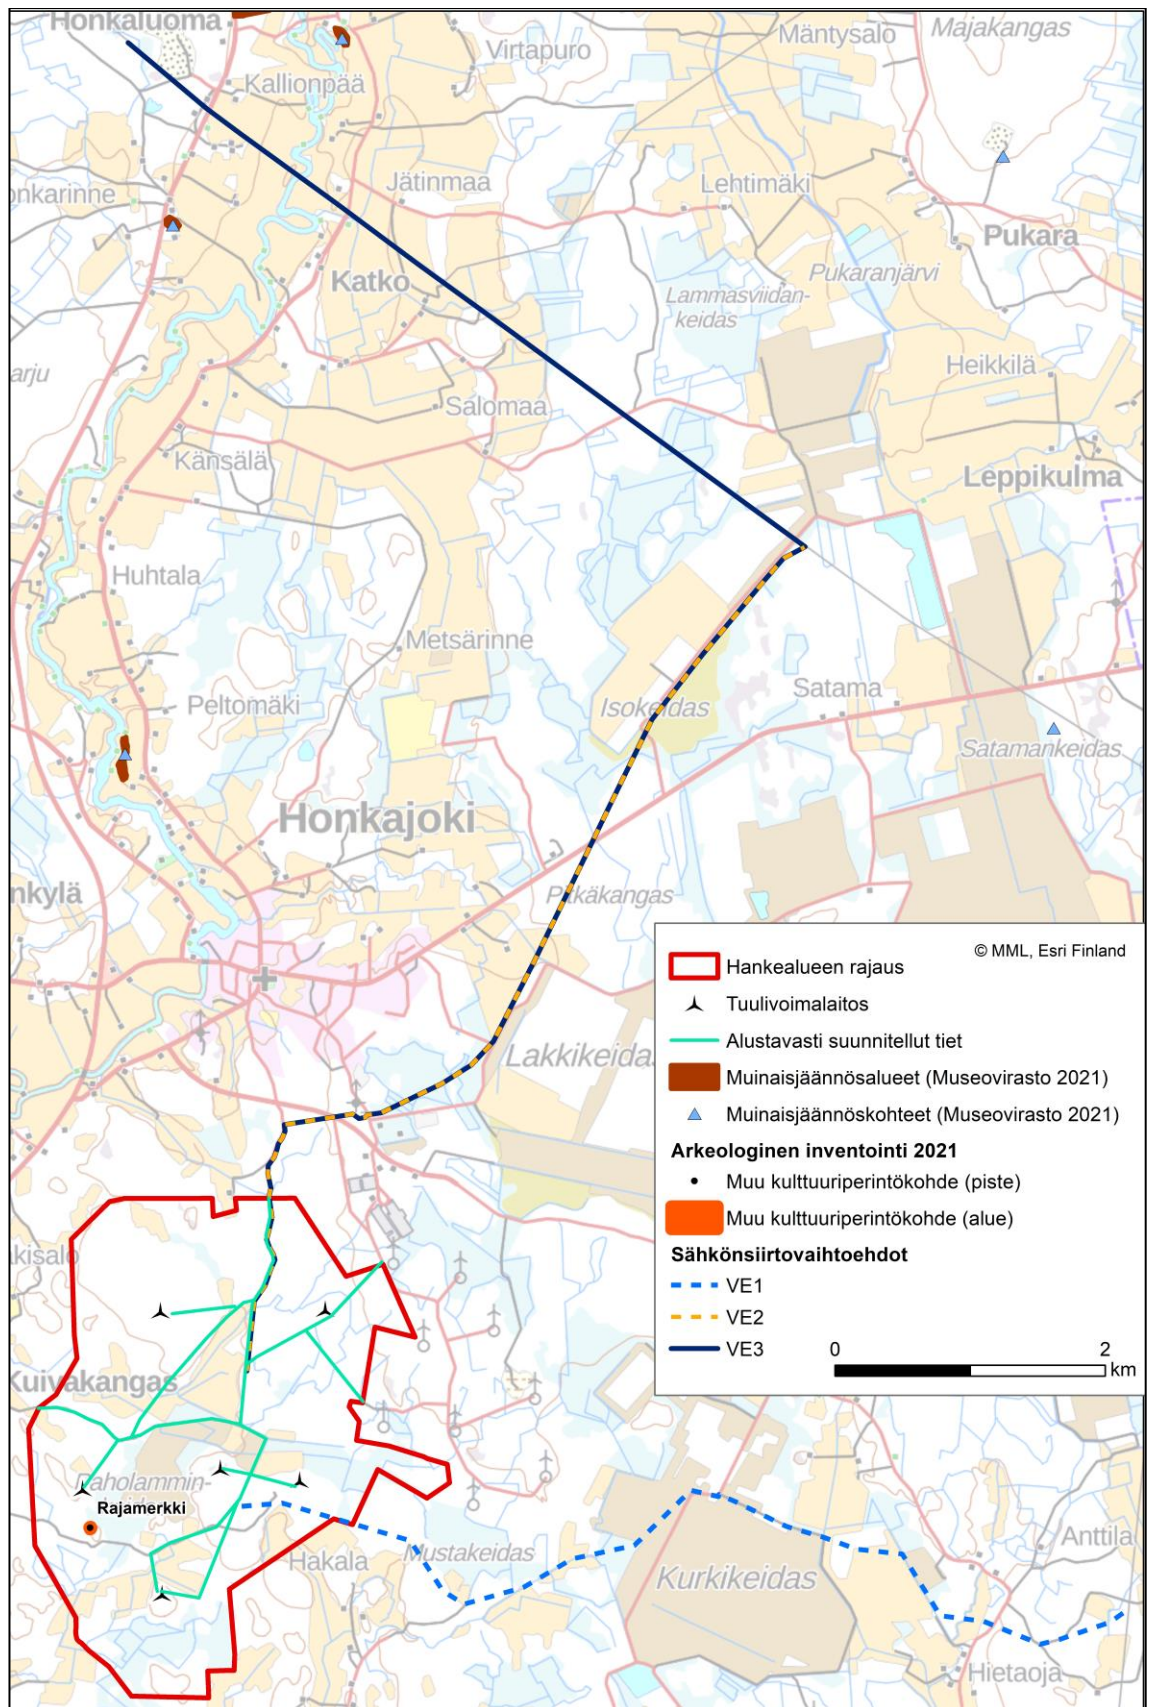 Honkaluoma
Virtapuro
Mäntysalo
Majakangas
Kallionpää
Jätinmaa
Lehtimäki
onkarinne
Pukara
Katko
Pukaranjärvi
Lammasviidan-
keidas
arju
Heikkilä
Salomaa
Känsälä
Leppikulma
Huhtala
Metsärinne
Satama
Peltomäki
Isokeidas
Satamankeidas
Honkajoki
nkylä
Pitkäkangas
© MML, Esri Finland
Hankealueen rajaus
Tuulivoimalaitos
Alustavasti suunnitellut tiet
Lakkikeidas
Muinaisjäännösalueet (Museovirasto 2021)
Muinaisjäännöskohteet (Museovirasto 2021)
Arkeologinen inventointi 2021
Muu kulttuuriperintökohde (piste)
Muu kulttuuriperintökohde (alue)
Sähkönsiirtovaihtoehdot
VE1
VE2
VE3
0 2
km
akisalo
Kuivakangas
Paholammin-
Rajamerkki
Hakala
Mustakeidas
Kurkikeidas
Anttila
Hietaoja